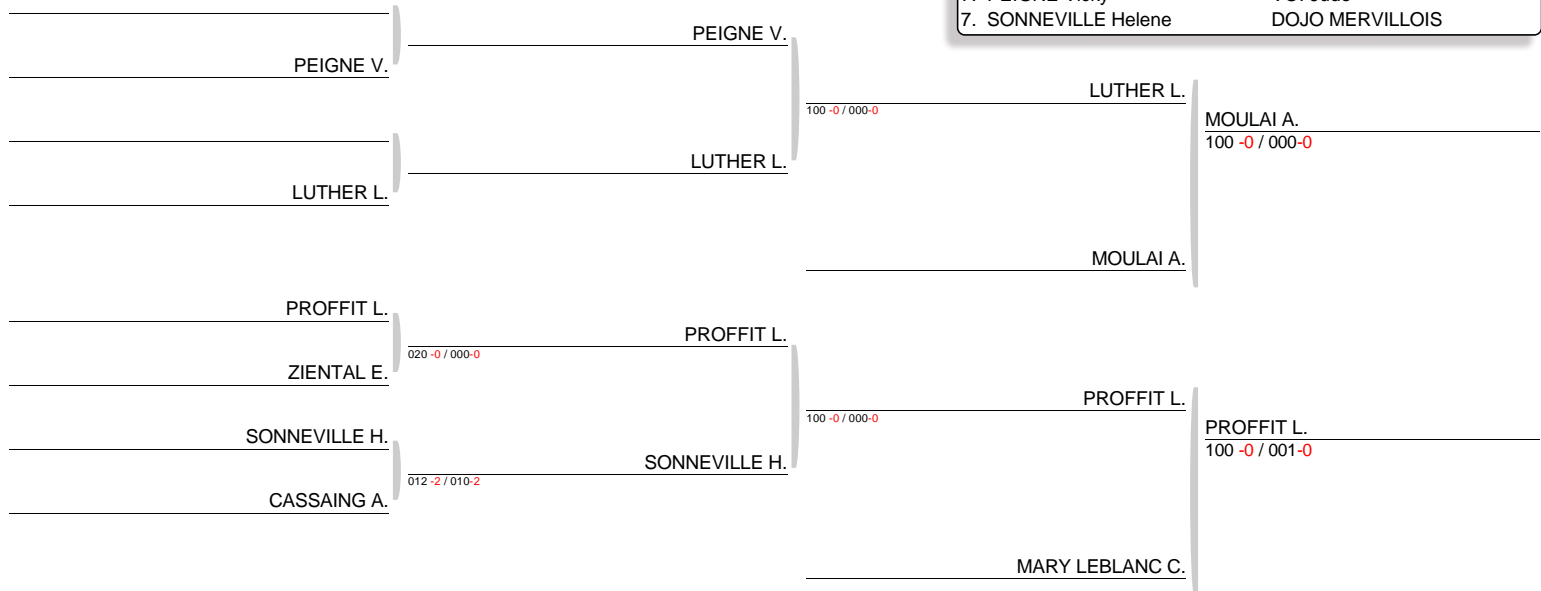 7. SONNEVILLE Helene DOJO MERVILLOIS
PEIGNE V.
PEIGNE V.
LUTHER L.
100 -0 / 000-0
MOULAI A.
100 -0 / 000-0
LUTHER L.
LUTHER L.
MOULAI A.
PROFFIT L.
PROFFIT L.
020 -0 / 000-0
ZIENTAL E.
PROFFIT L.
100 -0 / 000-0
PROFFIT L.
100 -0 / 001-0
SONNEVILLE H.
SONNEVILLE H.
012 -2 / 010-2
CASSAING A.
MARY LEBLANC C.